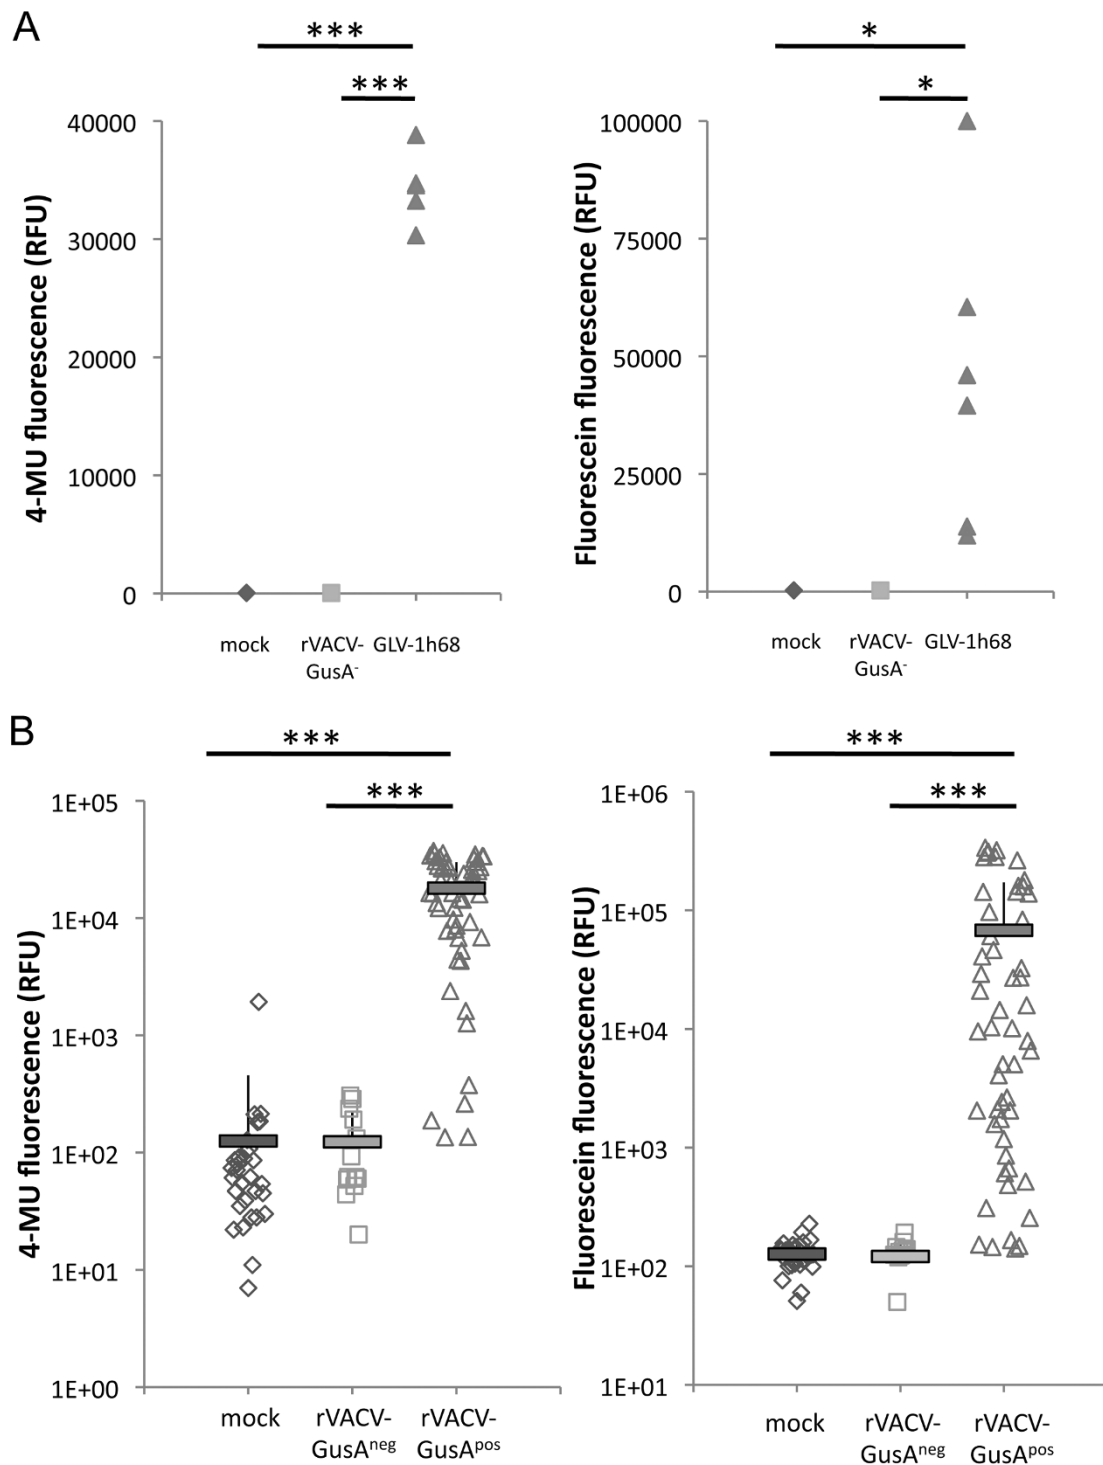 A
***
*
***
*
40000
30000
20000
10000
0
4-MU fluorescence (RFU)
mock
rVACV-
GusA⁻
GLV-1h68
100000
75000
50000
25000
0
Fluorescein fluorescence (RFU)
mock
rVACV-
GusA⁻
GLV-1h68
B
***
***
***
***
1E+05
1E+04
1E+03
1E+02
1E+01
1E+00
4-MU fluorescence (RFU)
mock
rVACV-
GusAⁿᵉᵍ
rVACV-
GusAᵖᵒˢ
1E+06
1E+05
1E+04
1E+03
1E+02
1E+01
Fluorescein fluorescence (RFU)
mock
rVACV-
GusAⁿᵉᵍ
rVACV-
GusAᵖᵒˢ